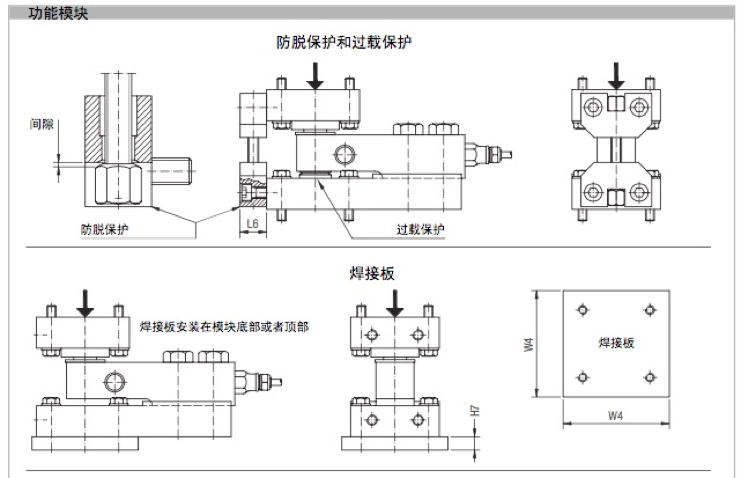 功能模块
防脱保护和过载保护
间隙
L6
防脱保护
过载保护
焊接板
焊接板安装在模块底部或者顶部
W4
焊接板
H7
W4